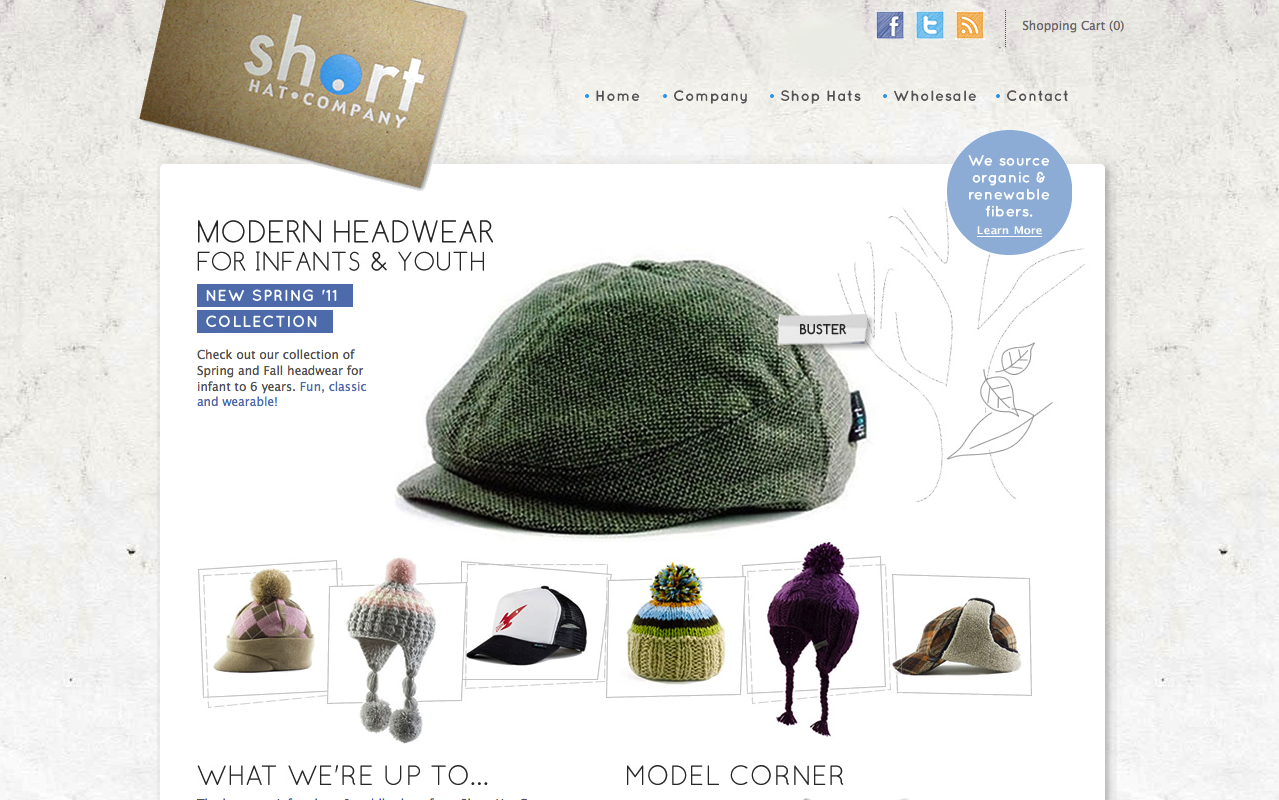 short
HAT•COMPANY
f
t
Shopping Cart (0)
• Home • Company • Shop Hats • Wholesale • Contact
We source
organic &
renewable
fibers.
Learn More
MODERN HEADWEAR
FOR INFANTS & YOUTH
NEW SPRING '11
COLLECTION
Check out our collection of
Spring and Fall headwear for
infant to 6 years. Fun, classic
and wearable!
BUSTER
short
WHAT WE'RE UP TO...
MODEL CORNER